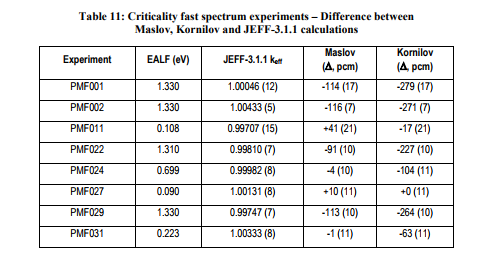 Table 11: Criticality fast spectrum experiments – Difference between
Maslov, Kornilov and JEFF-3.1.1 calculations
Experiment EALF (eV) JEFF-3.1.1 keff Maslov (Δ, pcm) Kornilov (Δ, pcm)
PMF001 1.330 1.00046 (12) -114 (17) -279 (17)
PMF002 1.330 1.00433 (5) -116 (7) -271 (7)
PMF011 0.108 0.99707 (15) +41 (21) -17 (21)
PMF022 1.310 0.99810 (7) -91 (10) -227 (10)
PMF024 0.699 0.99982 (8) -4 (10) -104 (11)
PMF027 0.090 1.00131 (8) +10 (11) +0 (11)
PMF029 1.330 0.99747 (7) -113 (10) -264 (10)
PMF031 0.223 1.00333 (8) -1 (11) -63 (11)